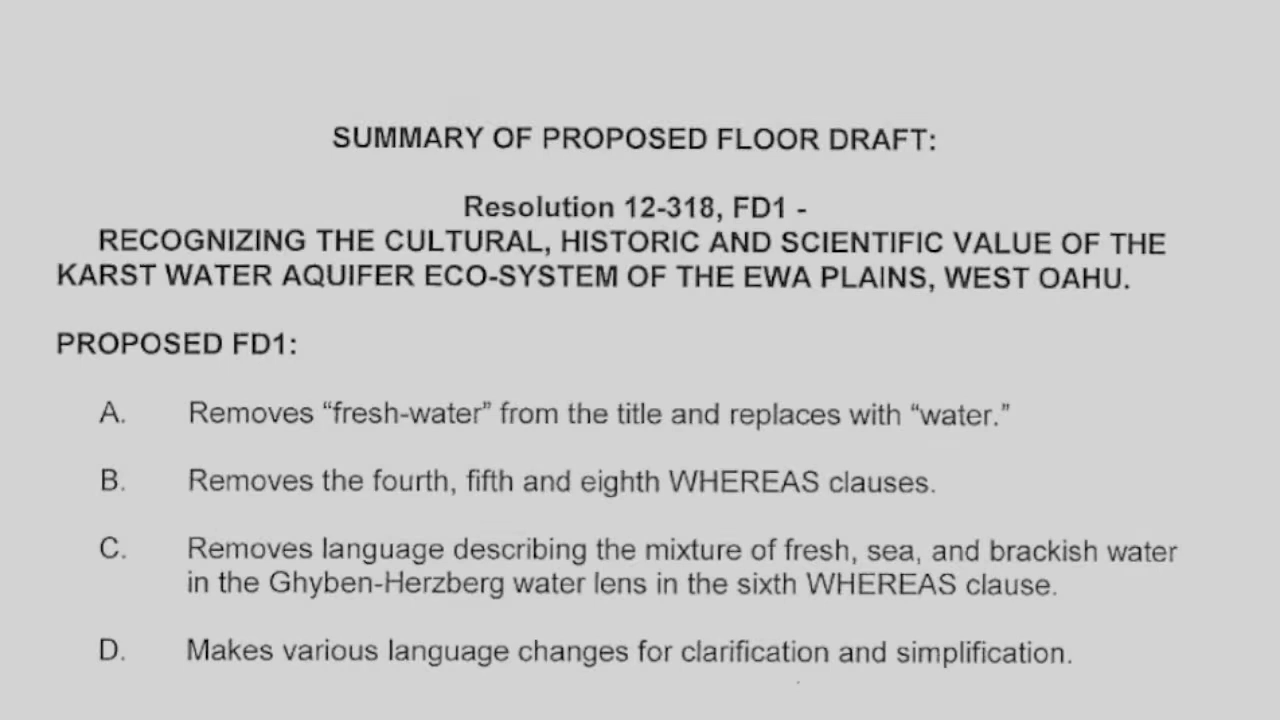 SUMMARY OF PROPOSED FLOOR DRAFT:
Resolution 12-318, FD1 -
RECOGNIZING THE CULTURAL, HISTORIC AND SCIENTIFIC VALUE OF THE
KARST WATER AQUIFER ECO-SYSTEM OF THE EWA PLAINS, WEST OAHU.
PROPOSED FD1:
A. Removes “fresh-water” from the title and replaces with “water.”
B. Removes the fourth, fifth and eighth WHEREAS clauses.
C. Removes language describing the mixture of fresh, sea, and brackish water
in the Ghyben-Herzberg water lens in the sixth WHEREAS clause.
D. Makes various language changes for clarification and simplification.